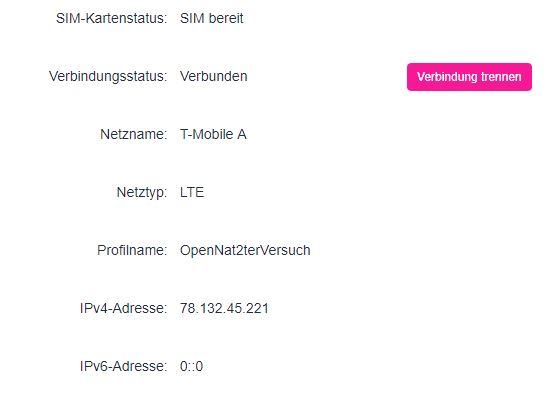 SIM-Kartenstatus: SIM bereit
Verbindungsstatus: Verbunden Verbindung trennen
Netzname: T-Mobile A
Netztyp: LTE
Profilname: OpenNat2terVersuch
IPv4-Adresse: 78.132.45.221
IPv6-Adresse: 0::0